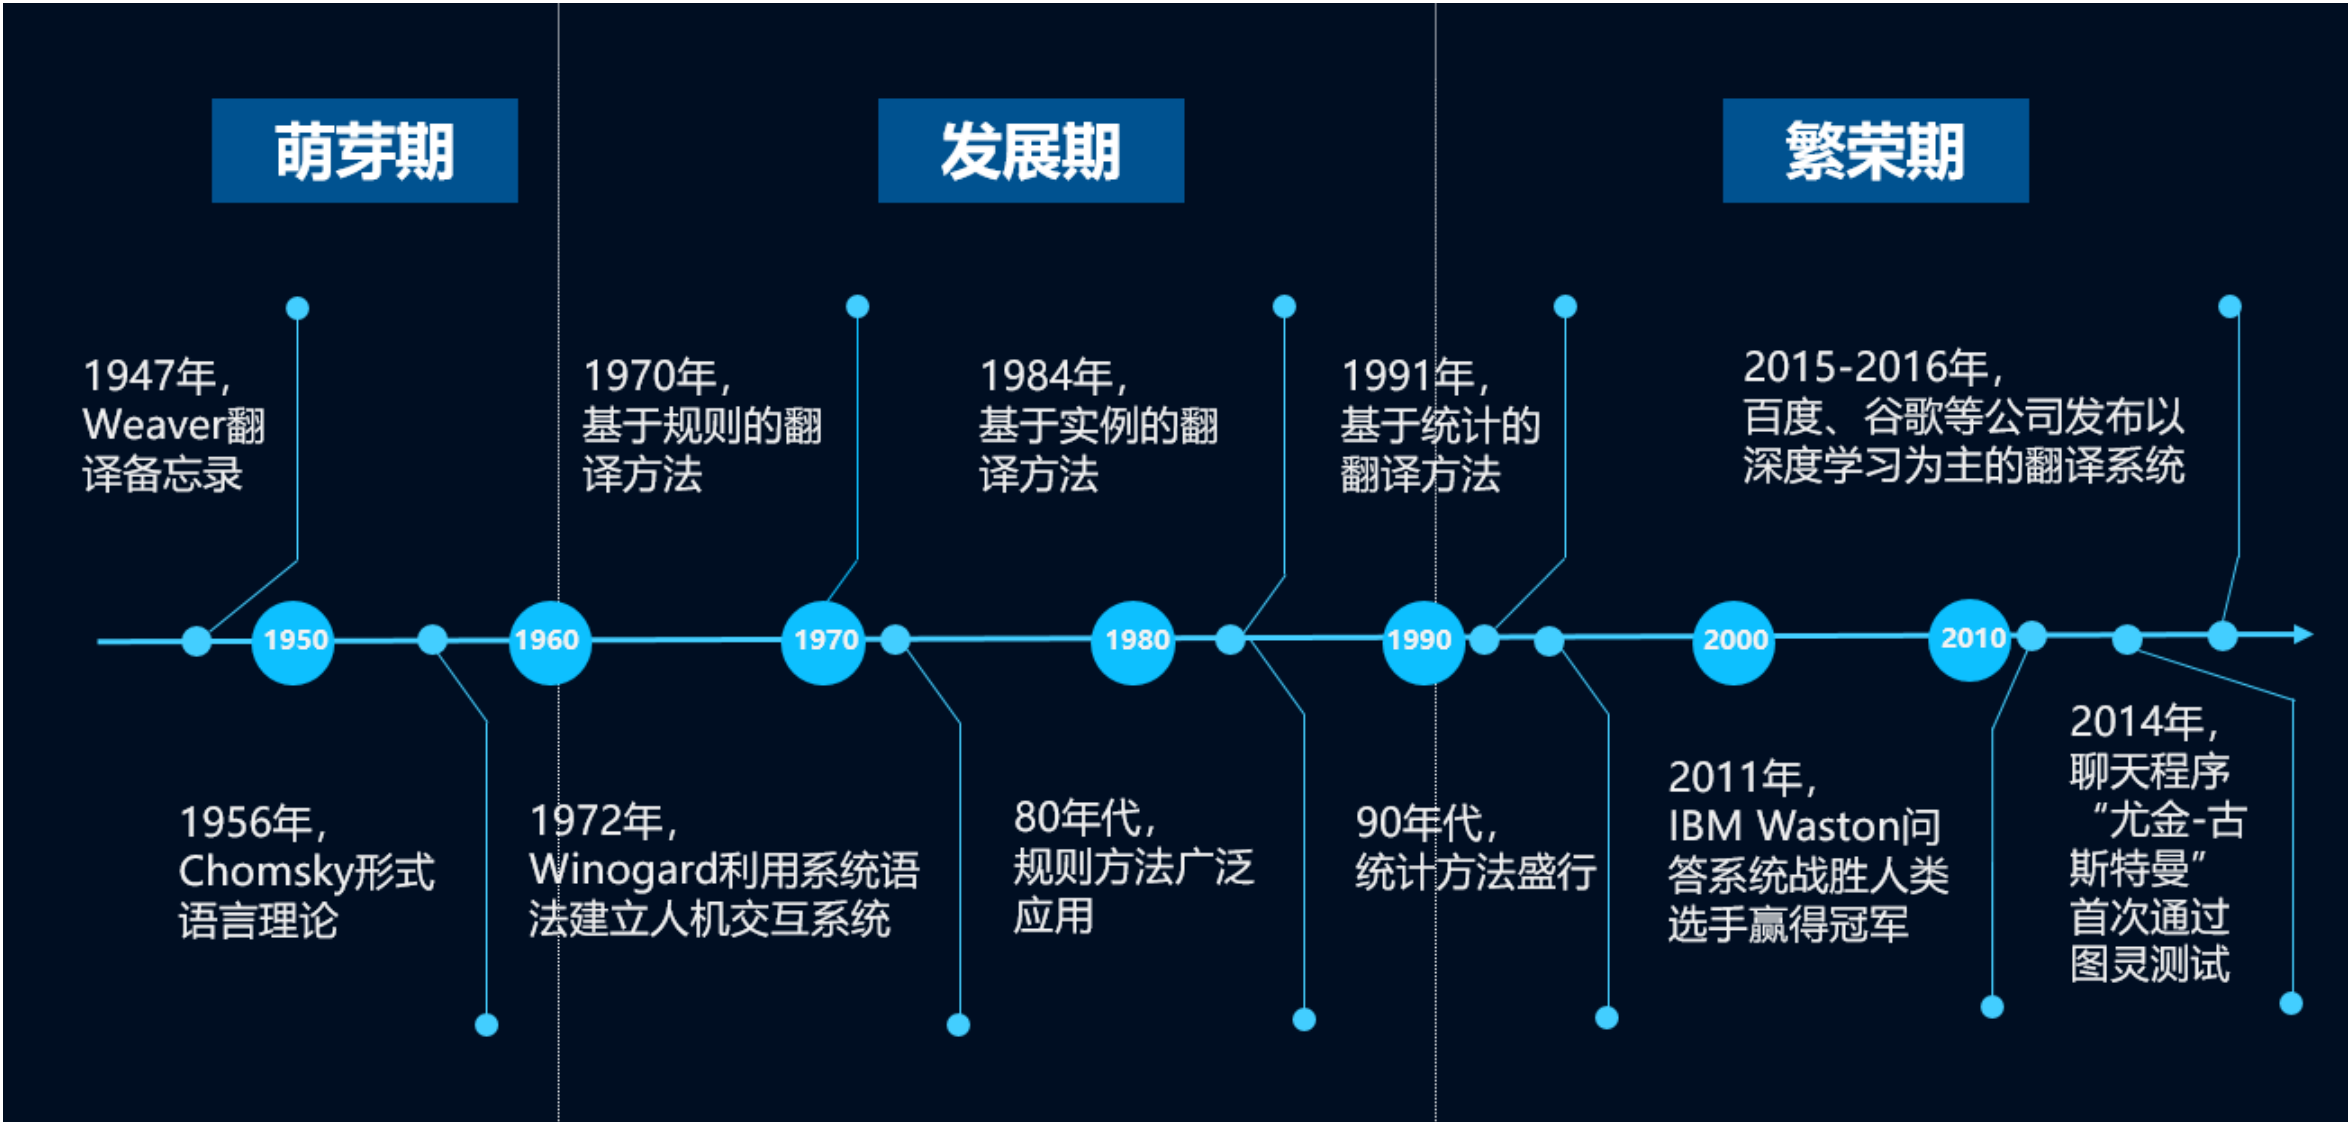 萌芽期
发展期
繁荣期
1947年,
Weaver翻
译备忘录
1970年,
基于规则的翻
译方法
1984年,
基于实例的翻
译方法
1991年,
基于统计的
翻译方法
2015-2016年,
百度、谷歌等公司发布以
深度学习为主的翻译系统
1950
1960
1970
1980
1990
2000
2010
1956年,
Chomsky形式
语言理论
1972年,
Winogard利用系统语
法建立人机交互系统
80年代,
规则方法广泛
应用
90年代,
统计方法盛行
2011年,
IBM Waston问
答系统战胜人类
选手赢得冠军
2014年,
聊天程序
“尤金-古
斯特曼”
首次通过
图灵测试